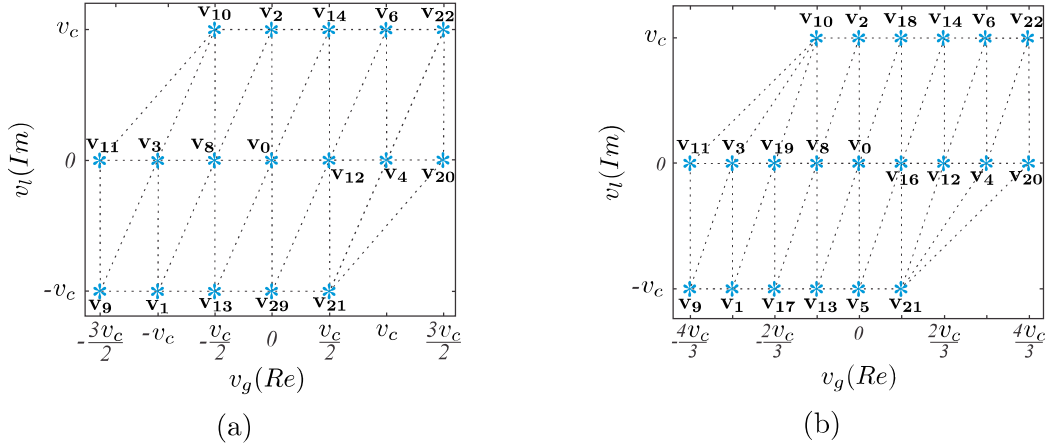 v10 v2 v14 v6 v22
vc
v11 v3 v8 v0
0
v12 v4 v20
-vc
v9 v1 v13 v29 v21
-3vc/2 -vc -vc/2 0 vc/2 vc 3vc/2
vl(Im)
vg(Re)
(a)
v10 v2 v18 v14 v6 v22
vc
v11 v3 v19 v8 v0
0
v16 v12 v4 v20
-vc
v9 v1 v17 v13 v5 v21
-4vc/3 -2vc/3 0 2vc/3 4vc/3
vl(Im)
vg(Re)
(b)